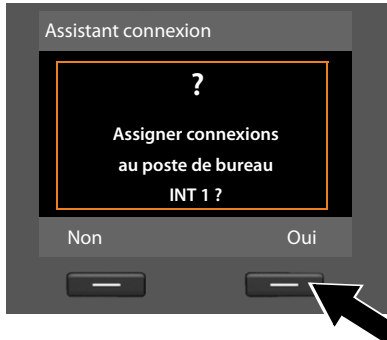 Assistant connexion
?
Assigner connexions
au poste de bureau
INT 1 ?
Non Oui